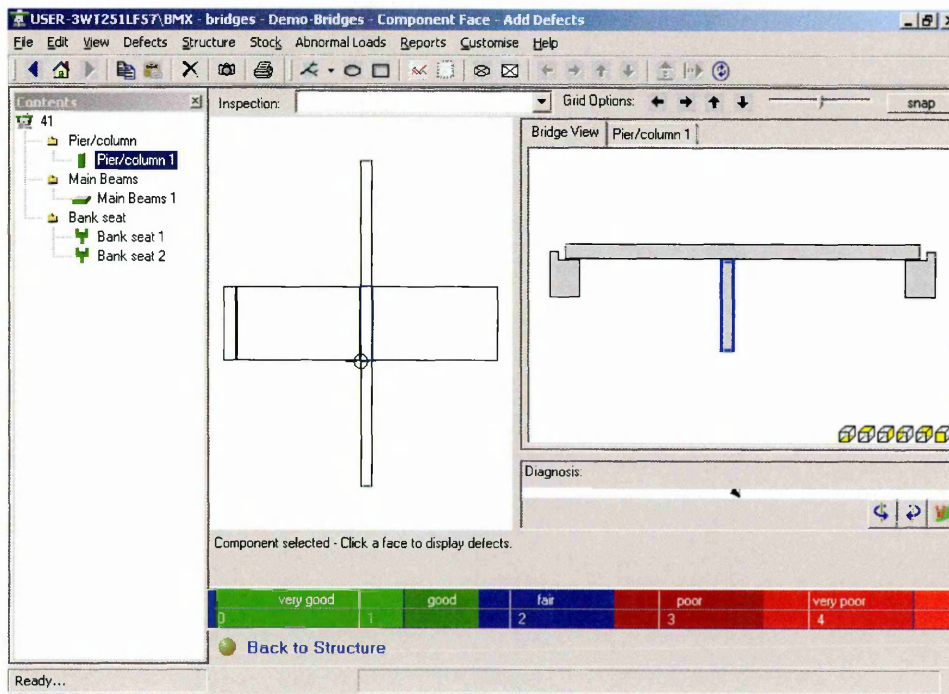 USER-3WT251LF57\BMX - bridges - Demo-Bridges - Component Face - Add Defects
File Edit View Defects Structure Stock Abnormal Loads Reports Customise Help
Contents
Inspection:
Grid Options:
snap
41
Pier/column
Pier/column 1
Main Beams
Main Beams 1
Bank seat
Bank seat 1
Bank seat 2
Bridge View
Pier/column 1
Diagnosis:
Component selected - Click a face to display defects.
very good good fair poor very poor
0 1 2 3 4
Back to Structure
Ready...